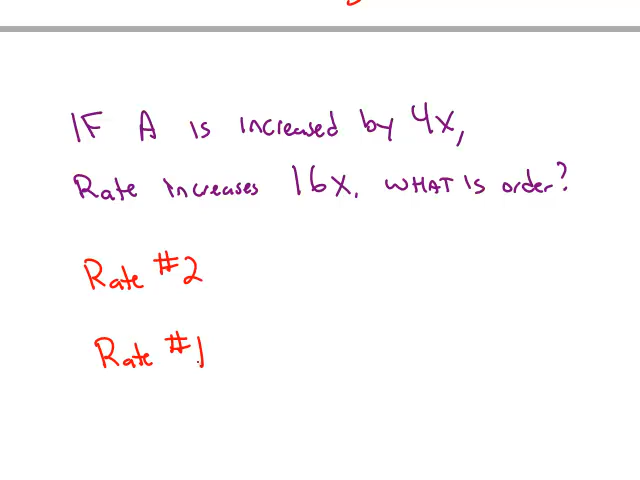 IF A is increased by 4x,
Rate increases 16x. WHAT IS order?
Rate #2
Rate #1